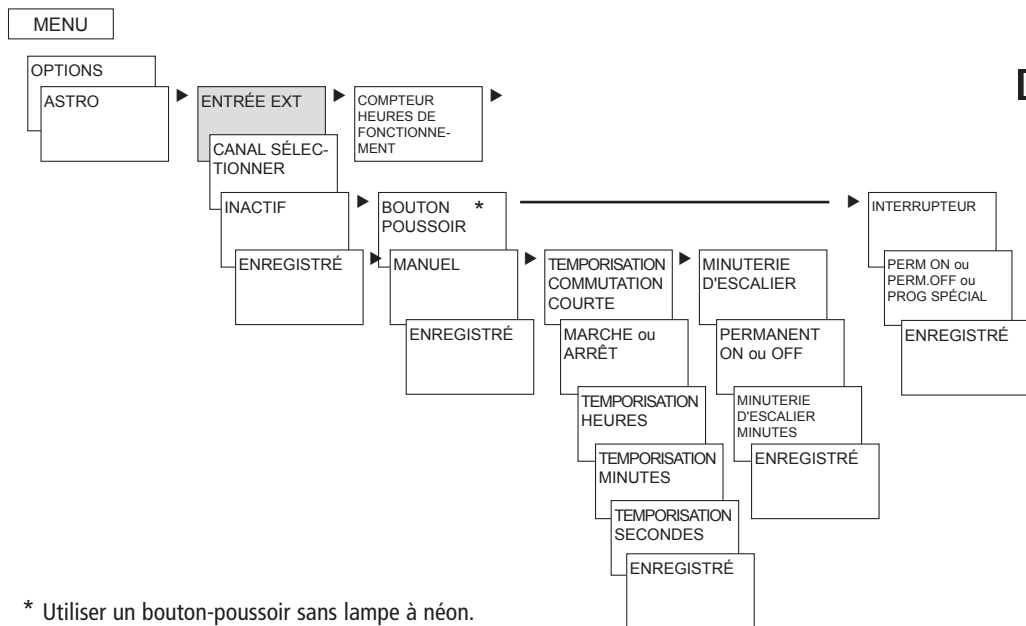 MENU
OPTIONS
ASTRO
ENTRÉE EXT
COMPTEUR
HEURES DE
FONCTIONNE-
MENT
CANAL SÉLEC-
TIONNER
INACTIF
BOUTON *
POUSSOIR
INTERRUPTEUR
ENREGISTRÉ
MANUEL
TEMPORISATION
COMMUTATION
COURTE
MINUTERIE
D'ESCALIER
PERM ON ou
PERM.OFF ou
PROG SPÉCIAL
ENREGISTRÉ
MARCHE ou
ARRÊT
PERMANENT
ON ou OFF
ENREGISTRÉ
TEMPORISATION
HEURES
MINUTERIE
D'ESCALIER
MINUTES
TEMPORISATION
MINUTES
ENREGISTRÉ
TEMPORISATION
SECONDES
ENREGISTRÉ
* Utiliser un bouton-poussoir sans lampe à néon.